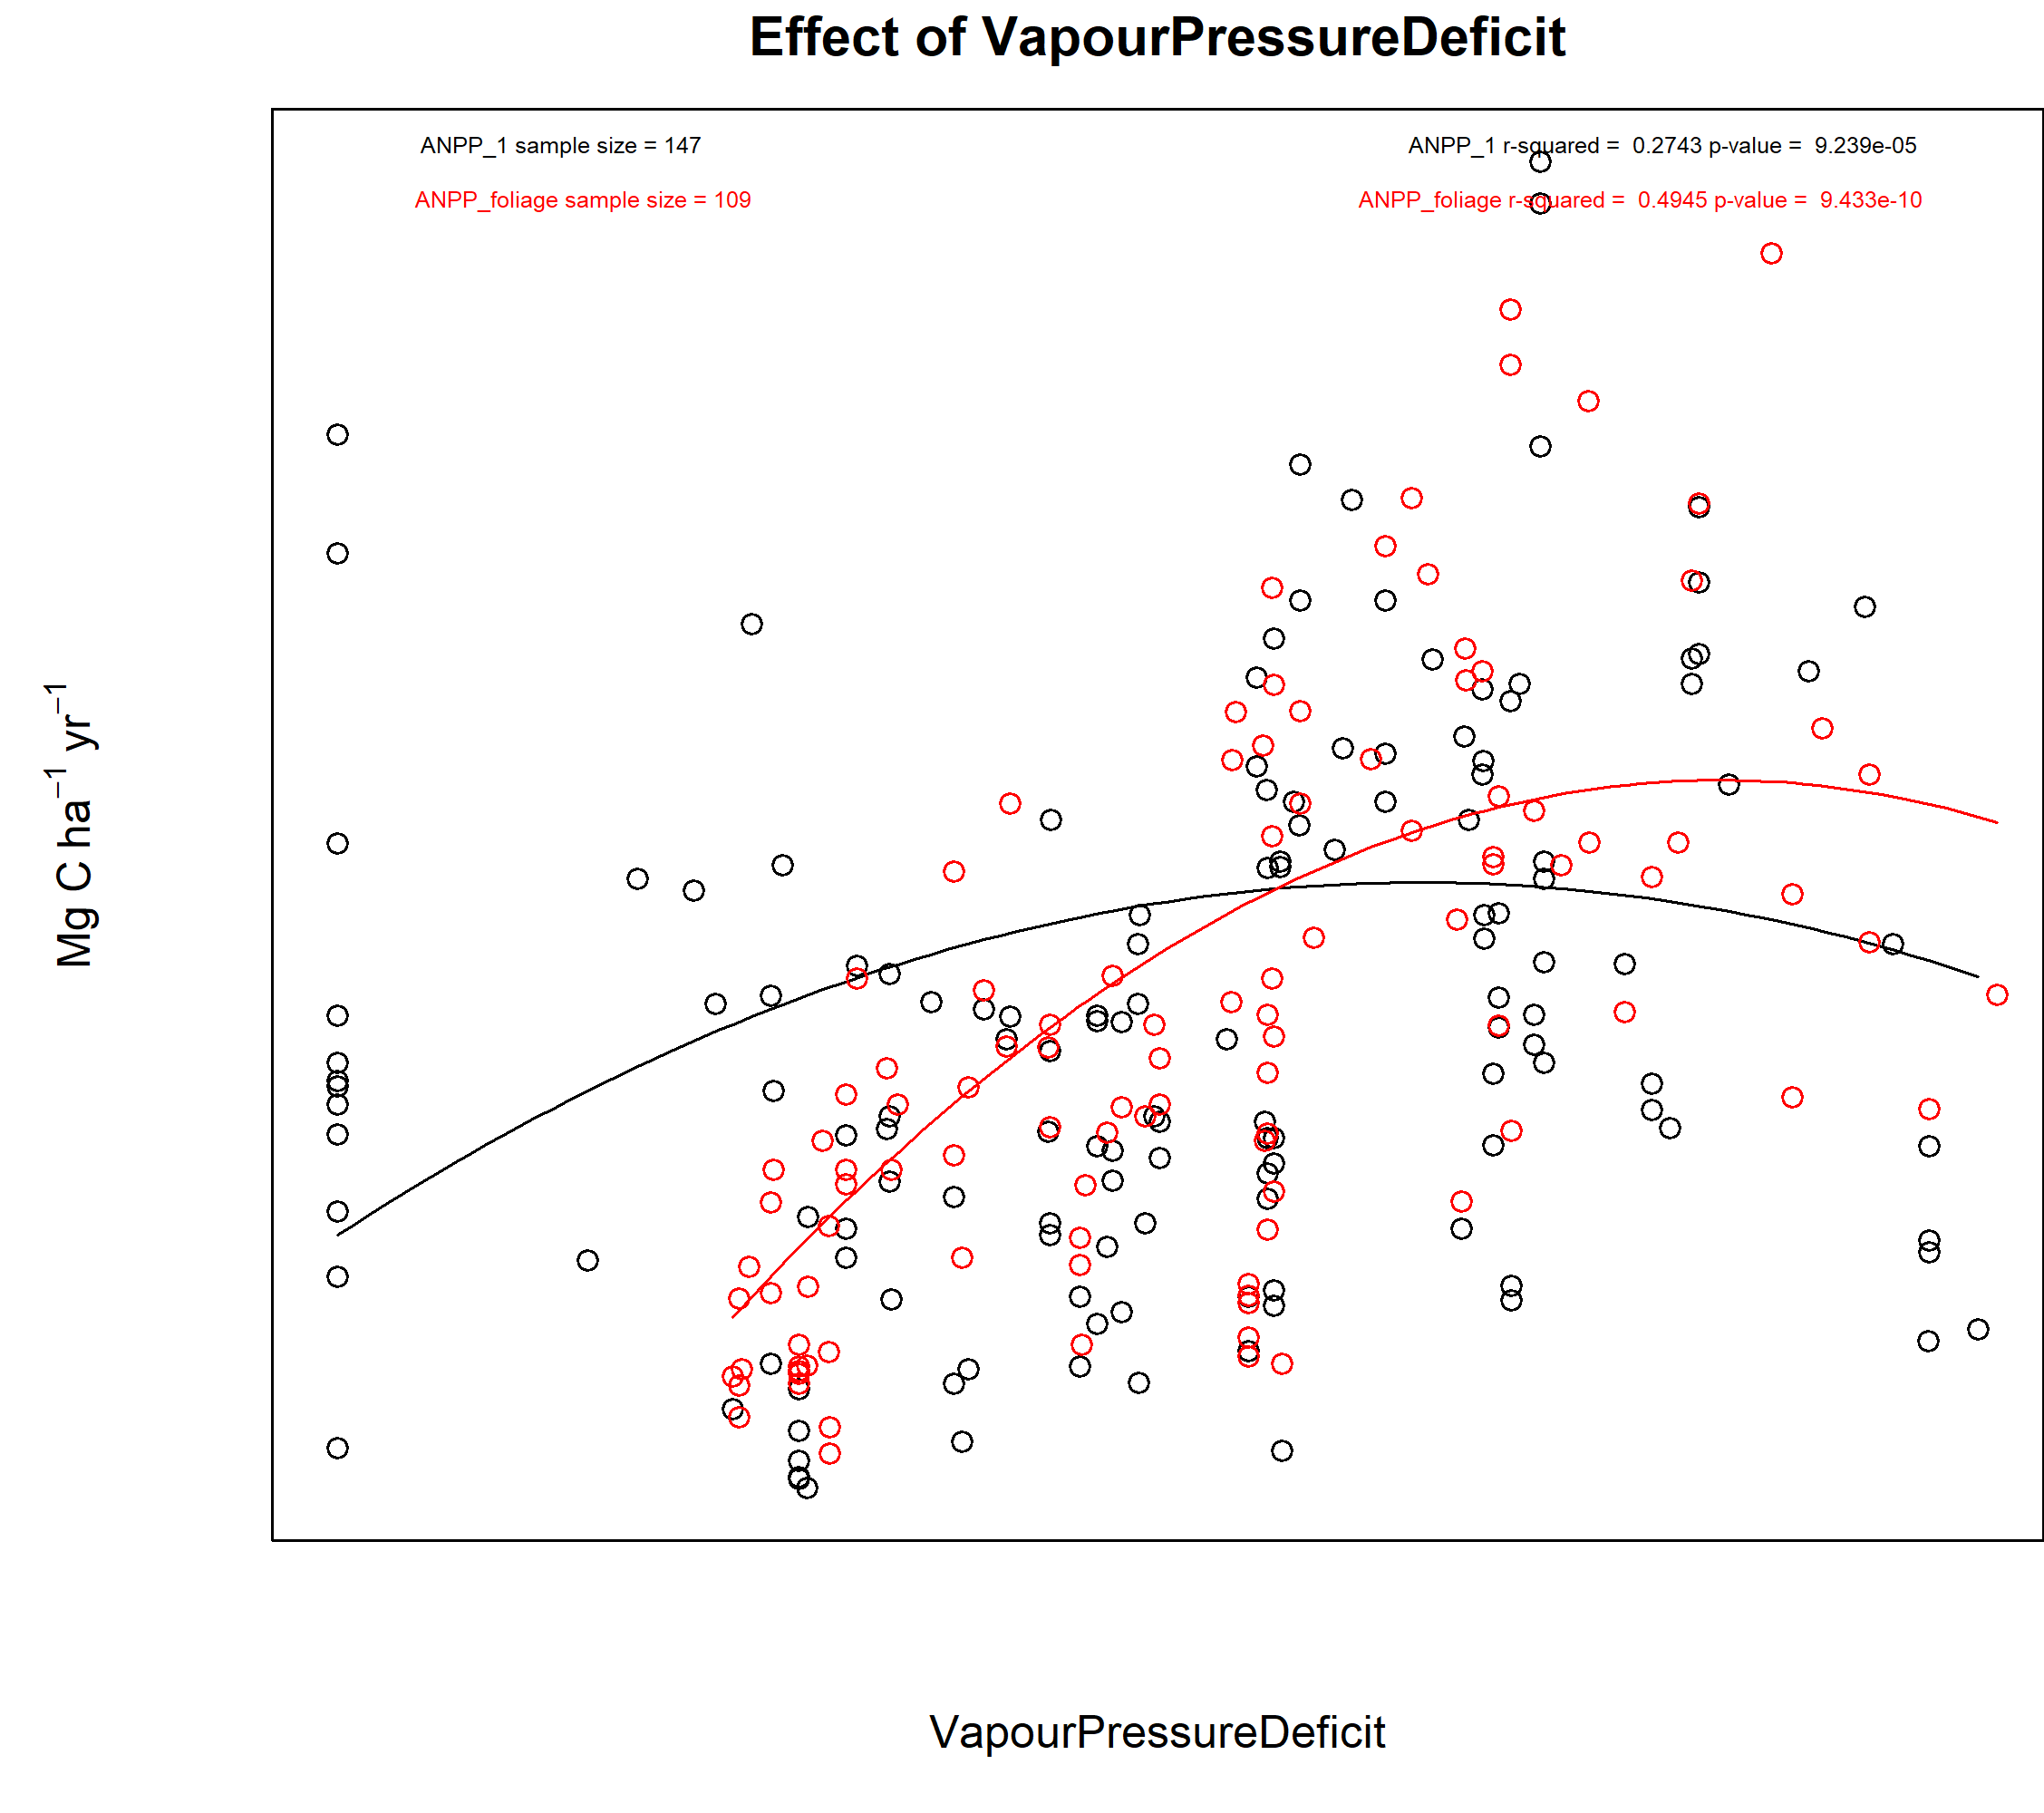 Effect of VapourPressureDeficit
ANPP_1 sample size = 147
ANPP_1 r-squared = 0.2743 p-value = 9.239e-05
ANPP_foliage sample size = 109
ANPP_foliage r-squared = 0.4945 p-value = 9.433e-10
Mg C ha⁻¹ yr⁻¹
VapourPressureDeficit